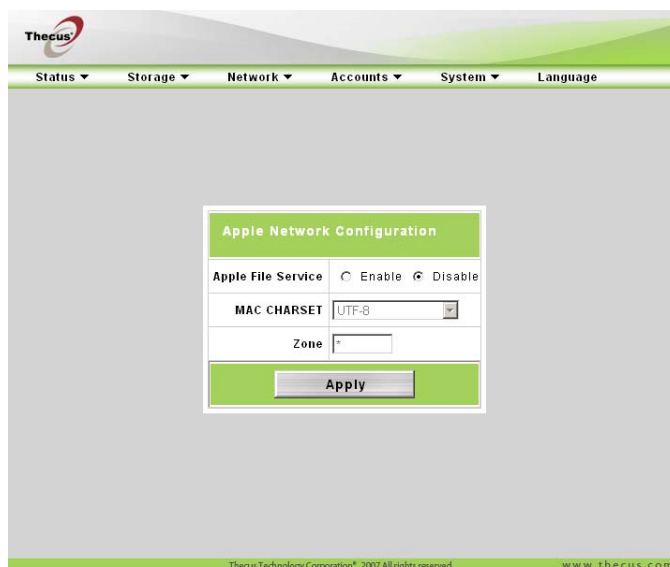 Thecus
Status ▼ Storage ▼ Network ▼ Accounts ▼ System ▼ Language
Apple Network Configuration
Apple File Service Enable Disable
MAC CHARSET UTF-8
Zone *
Apply
Thecus Technology Corporation® 2007 All rights reserved. www.thecus.com